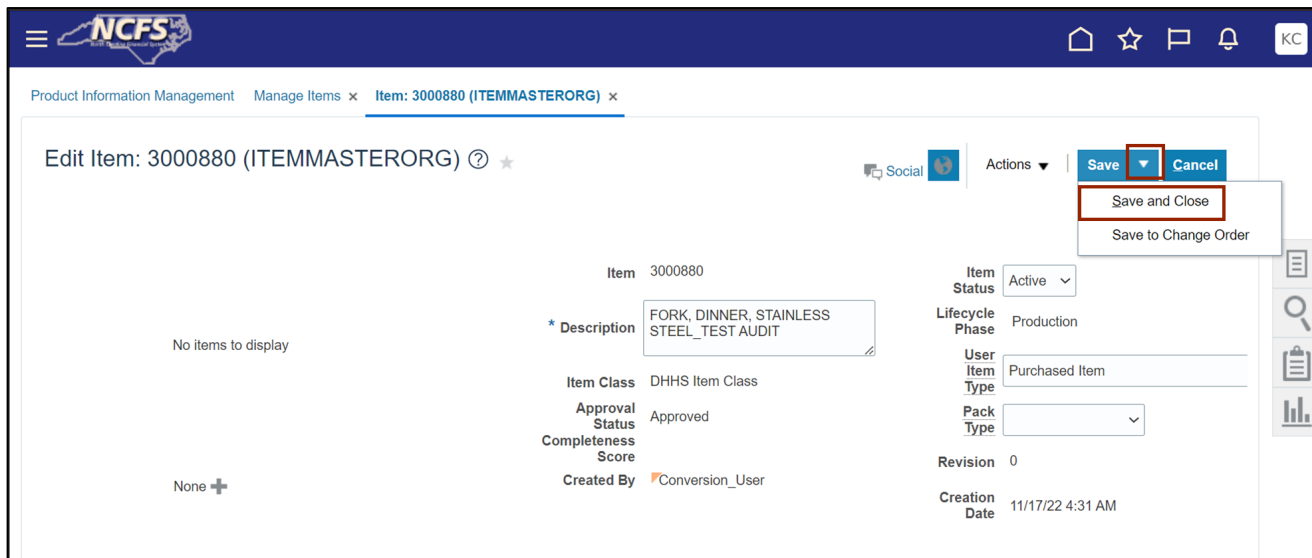 NCFS
North Carolina Financial System
KC
Product Information Management Manage Items × Item: 3000880 (ITEMMASTERORG) ×
Edit Item: 3000880 (ITEMMASTERORG) ?
Social
Actions
Save
Cancel
Save and Close
Save to Change Order
Item 3000880
* Description FORK, DINNER, STAINLESS
STEEL_TEST AUDIT
Item Class DHHS Item Class
Approval
Status Approved
Completeness
Score
Created By Conversion_User
No items to display
None
Item
Status Active
Lifecycle
Phase Production
User
Item
Type Purchased Item
Pack
Type
Revision 0
Creation
Date 11/17/22 4:31 AM